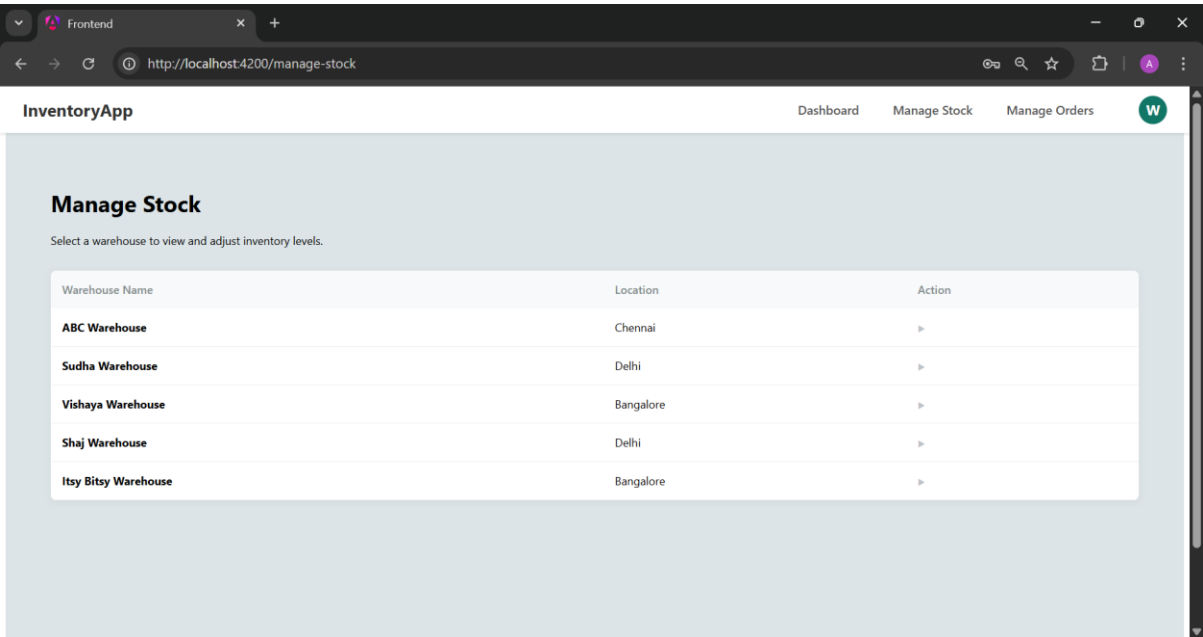 Frontend
http://localhost:4200/manage-stock
A
InventoryApp Dashboard Manage Stock Manage Orders W
Manage Stock
Select a warehouse to view and adjust inventory levels.
Warehouse Name Location Action
ABC Warehouse Chennai
Sudha Warehouse Delhi
Vishaya Warehouse Bangalore
Shaj Warehouse Delhi
Itsy Bitsy Warehouse Bangalore